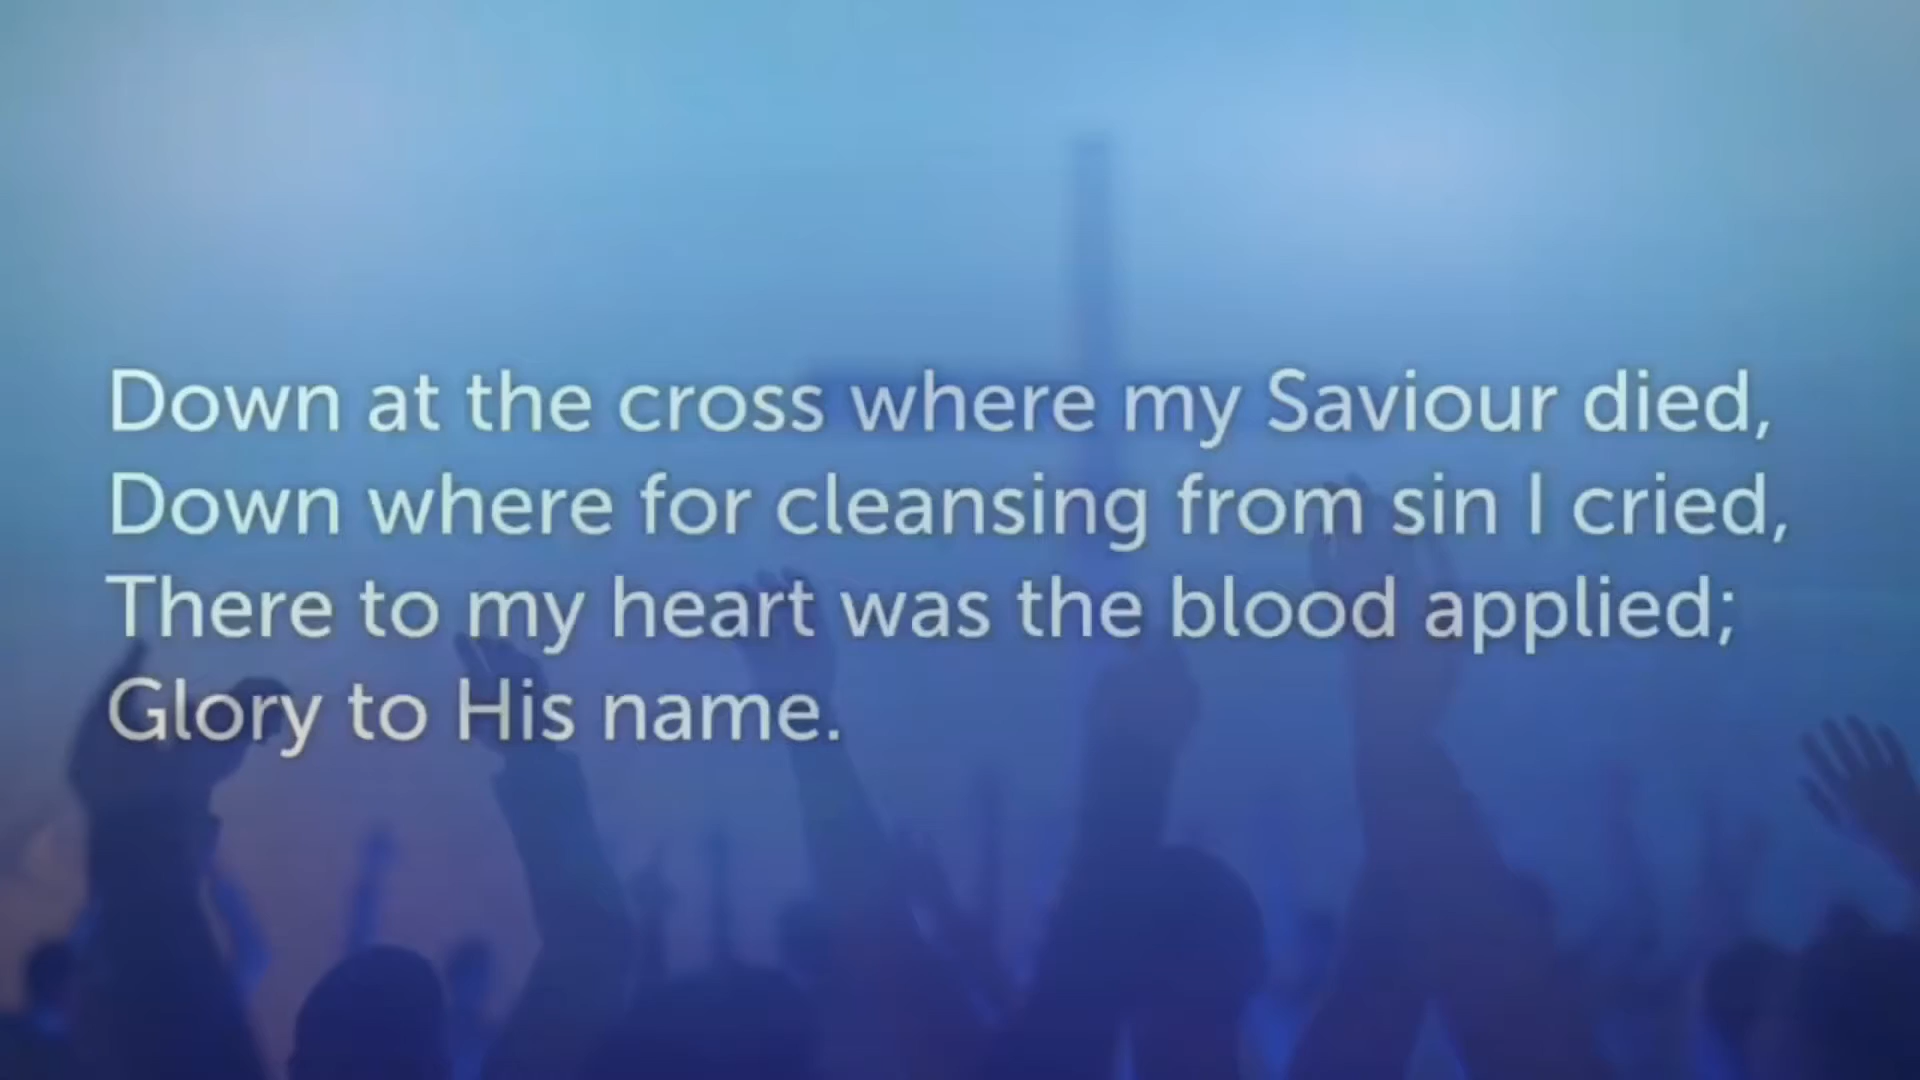 Down at the cross where my Saviour died,
Down where for cleansing from sin I cried,
There to my heart was the blood applied;
Glory to His name.